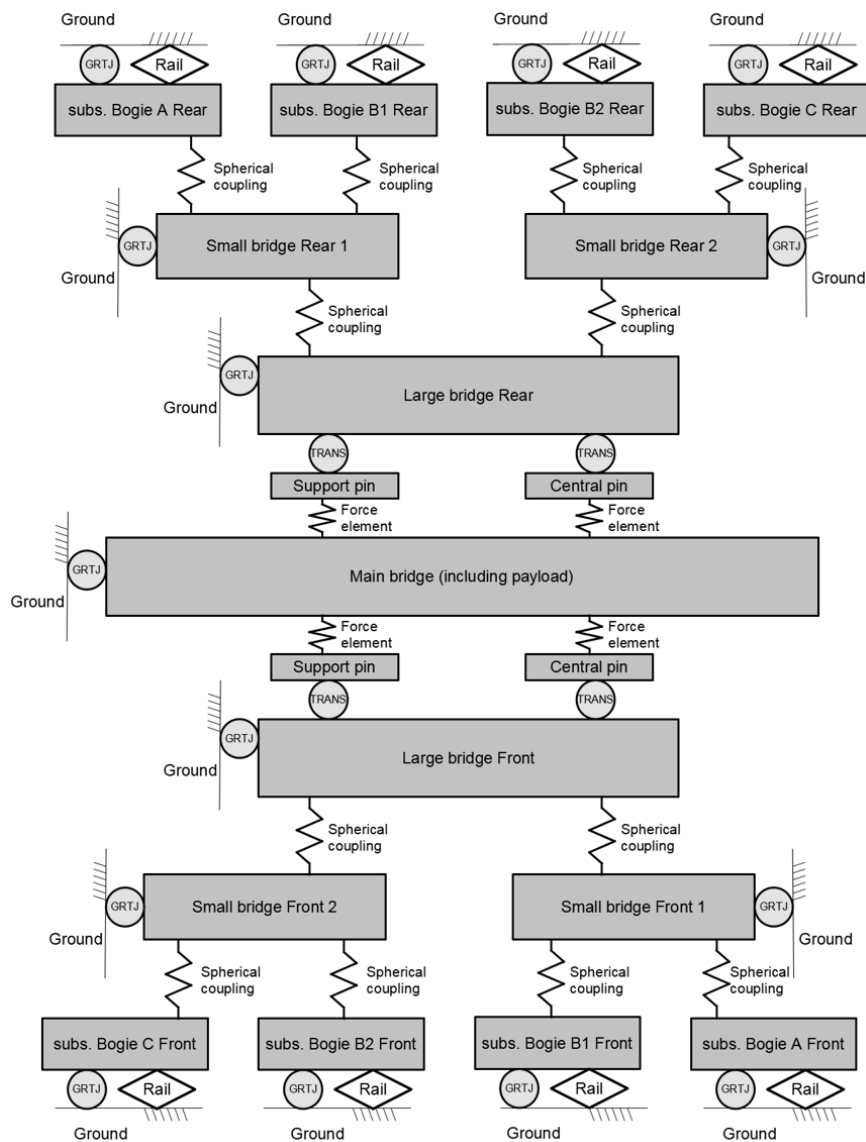 Ground
Ground
Ground
Ground
GRTJ
Rail
GRTJ
Rail
GRTJ
Rail
GRTJ
Rail
subs. Bogie A Rear
subs. Bogie B1 Rear
subs. Bogie B2 Rear
subs. Bogie C Rear
Spherical
coupling
Spherical
coupling
Spherical
coupling
Spherical
coupling
GRTJ
Small bridge Rear 1
Small bridge Rear 2
GRTJ
Ground
Ground
Spherical
coupling
Spherical
coupling
GRTJ
Large bridge Rear
Ground
TRANS
TRANS
Support pin
Central pin
Force
element
Force
element
GRTJ
Main bridge (including payload)
Ground
Force
element
Force
element
Support pin
Central pin
TRANS
TRANS
GRTJ
Large bridge Front
Ground
Spherical
coupling
Spherical
coupling
GRTJ
Small bridge Front 2
Small bridge Front 1
GRTJ
Ground
Ground
Spherical
coupling
Spherical
coupling
Spherical
coupling
Spherical
coupling
subs. Bogie C Front
subs. Bogie B2 Front
subs. Bogie B1 Front
subs. Bogie A Front
GRTJ
Rail
GRTJ
Rail
GRTJ
Rail
GRTJ
Rail
Ground
Ground
Ground
Ground